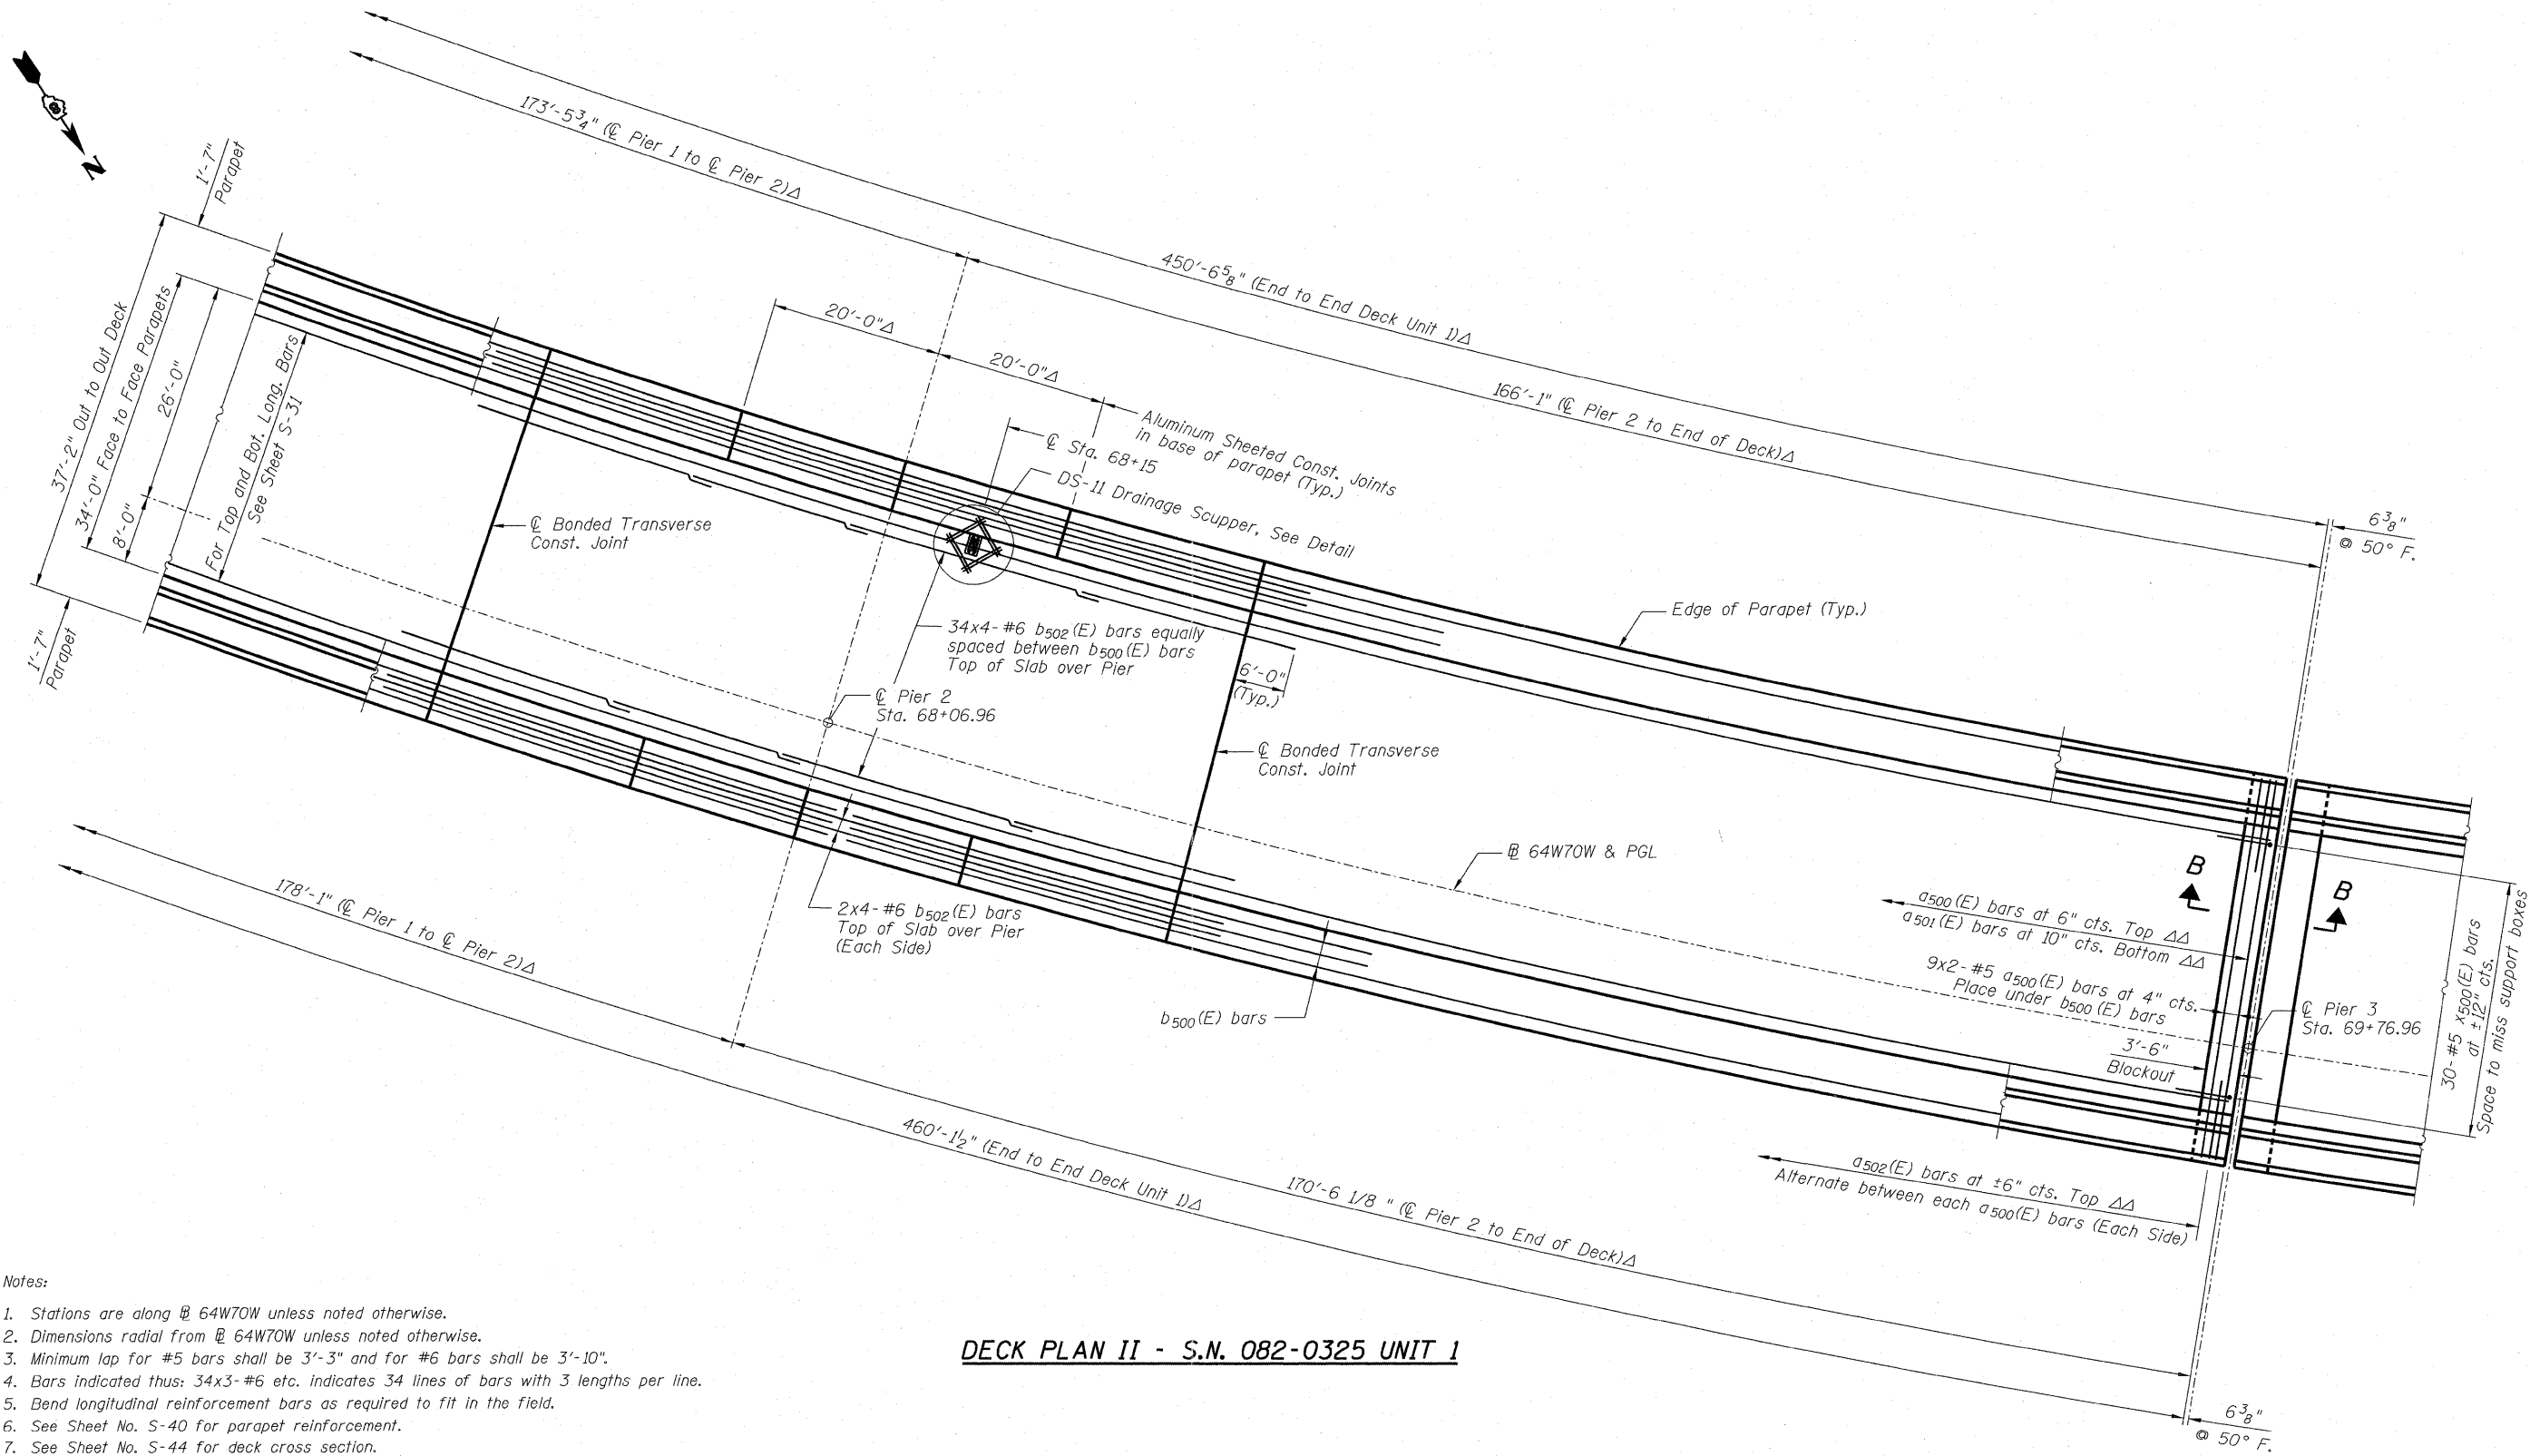 173'-5 3/4" (℄ Pier 1 to ℄ Pier 2)Δ
450'-6 5/8" (End to End Deck Unit 1)Δ
166'-1" (℄ Pier 2 to End of Deck)Δ
6 3/8"
@ 50° F.
N
1'-7"
Parapet
37'-2" Out to Out Deck
34'-0" Face to Face Parapets
26'-0"
8'-0"
1'-7"
Parapet
For Top and Bot. Long. Bars
See Sheet S-31
20'-0"Δ
20'-0"Δ
Aluminum Sheeted Const. Joints
in base of parapet (Typ.)
℄ Sta. 68+15
DS-11 Drainage Scupper, See Detail
℄ Bonded Transverse
Const. Joint
34x4-#6 b502(E) bars equally
spaced between b500(E) bars
Top of Slab over Pier
Edge of Parapet (Typ.)
6'-0"
(Typ.)
℄ Pier 2
Sta. 68+06.96
℄ Bonded Transverse
Const. Joint
℔ 64W70W & PGL
B
B
a500(E) bars at 6" cts. Top ΔΔ
a501(E) bars at 10" cts. Bottom ΔΔ
9x2-#5 a500(E) bars at 4" cts.
Place under b500(E) bars
℄ Pier 3
Sta. 69+76.96
3'-6"
Blockout
30-#5 x500(E) bars
at ±12" cts.
Space to miss support boxes
178'-1" (℄ Pier 1 to ℄ Pier 2)Δ
2x4-#6 b502(E) bars
Top of Slab over Pier
(Each Side)
b500(E) bars
460'-1 1/2" (End to End Deck Unit 1)Δ
170'-6 1/8 " (℄ Pier 2 to End of Deck)Δ
a502(E) bars at ±6" cts. Top ΔΔ
Alternate between each a500(E) bars (Each Side)
6 3/8"
@ 50° F.
Notes:
1. Stations are along ℔ 64W70W unless noted otherwise.
2. Dimensions radial from ℔ 64W70W unless noted otherwise.
3. Minimum lap for #5 bars shall be 3'-3" and for #6 bars shall be 3'-10".
4. Bars indicated thus: 34x3-#6 etc. indicates 34 lines of bars with 3 lengths per line.
5. Bend longitudinal reinforcement bars as required to fit in the field.
6. See Sheet No. S-40 for parapet reinforcement.
7. See Sheet No. S-44 for deck cross section.
DECK PLAN II - S.N. 082-0325 UNIT 1